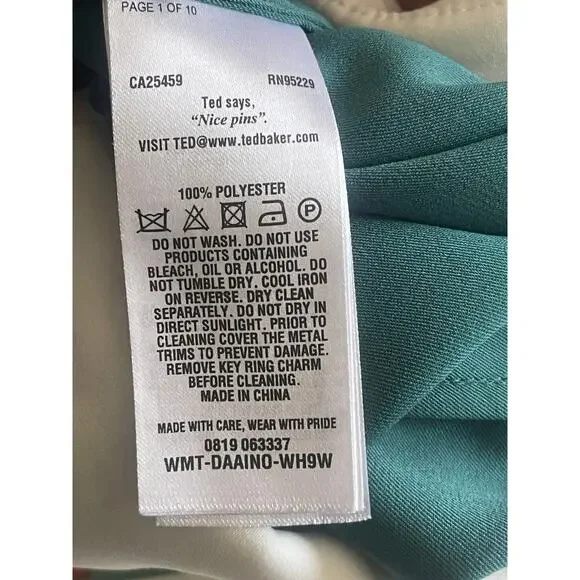 PAGE 1 OF 10
CA25459 RN95229
Ted says,
"Nice pins".
VISIT TED@www.tedbaker.com
100% POLYESTER
P
DO NOT WASH. DO NOT USE
PRODUCTS CONTAINING
BLEACH, OIL OR ALCOHOL. DO
NOT TUMBLE DRY. COOL IRON
ON REVERSE. DRY CLEAN
SEPARATELY. DO NOT DRY IN
DIRECT SUNLIGHT. PRIOR TO
CLEANING COVER THE METAL
TRIMS TO PREVENT DAMAGE.
REMOVE KEY RING CHARM
BEFORE CLEANING.
MADE IN CHINA
MADE WITH CARE, WEAR WITH PRIDE
0819 063337
WMT-DAAINO-WH9W